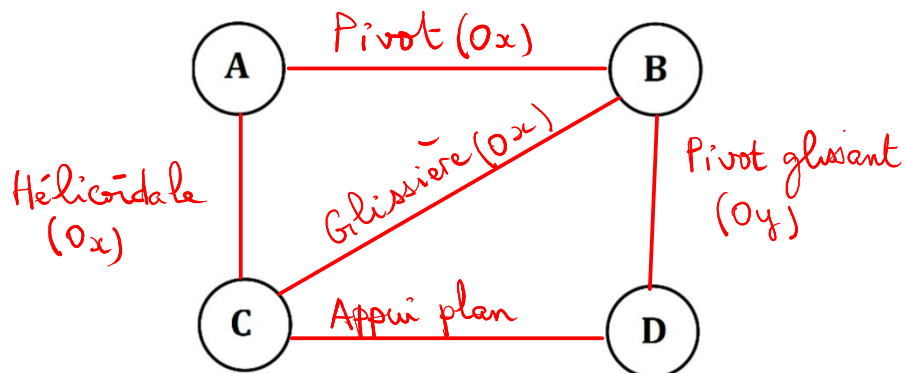 Pivot (Ox)
A
B
Glissière (Ox)
Pivot glissant
(Oy)
Hélicoïdale
(Ox)
C
Appui plan
D